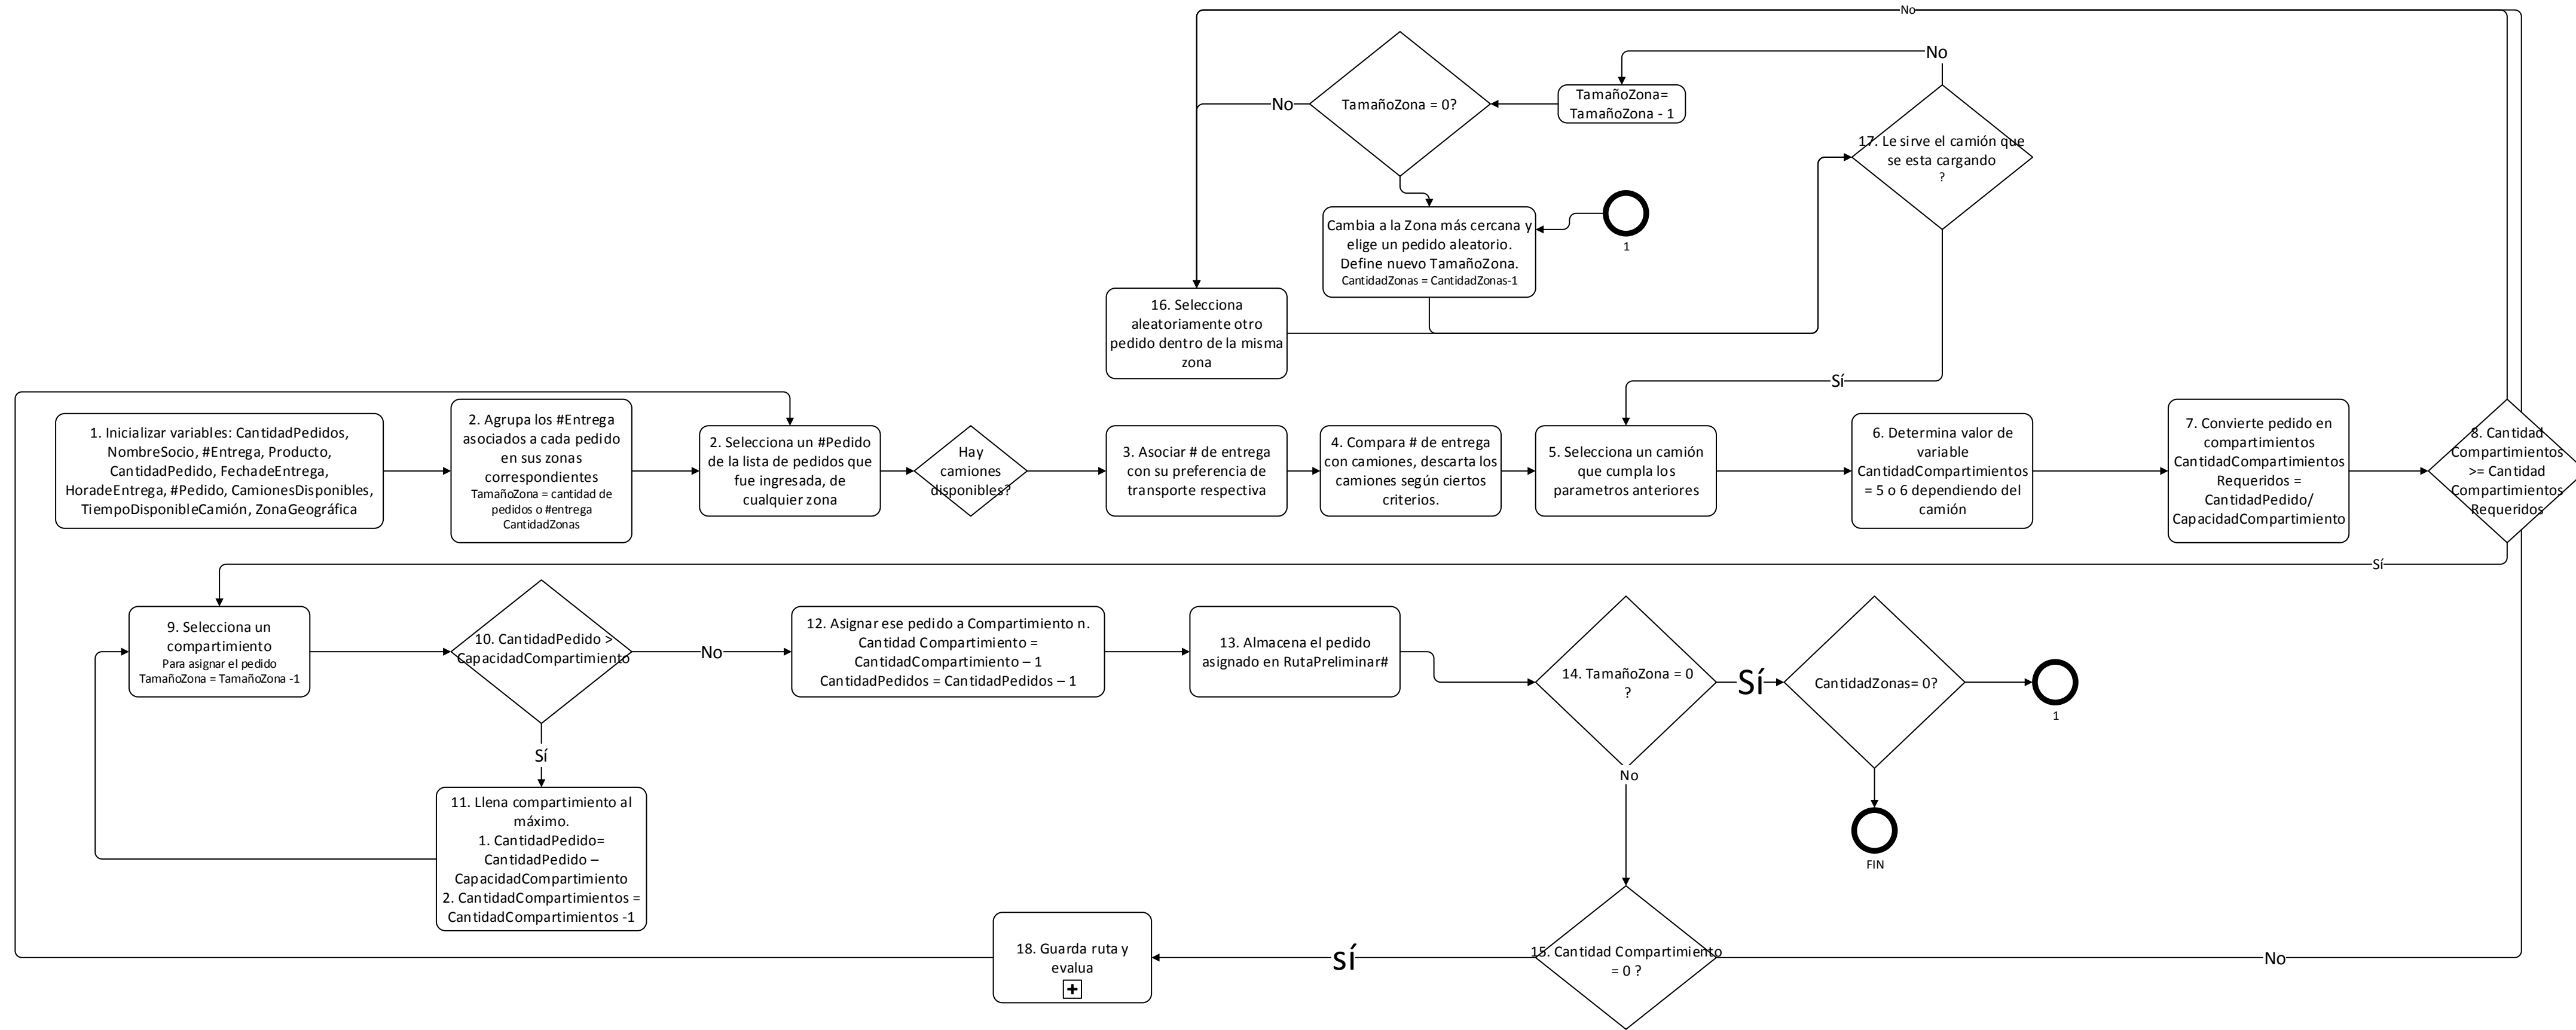 No
No
TamañoZona = 0?
No
TamañoZona=
TamañoZona - 1
17. Le sirve el camión que
se esta cargando
?
Cambia a la Zona más cercana y
elige un pedido aleatorio.
Define nuevo TamañoZona.
CantidadZonas = CantidadZonas-1
1
16. Selecciona
aleatoriamente otro
pedido dentro de la misma
zona
Sí
1. Inicializar variables: CantidadPedidos,
NombreSocio, #Entrega, Producto,
CantidadPedido, FechadeEntrega,
HoradeEntrega, #Pedido, CamionesDisponibles,
TiempoDisponibleCamión, ZonaGeográfica
2. Agrupa los #Entrega
asociados a cada pedido
en sus zonas
correspondientes
TamañoZona = cantidad de
pedidos o #entrega
CantidadZonas
2. Selecciona un #Pedido
de la lista de pedidos que
fue ingresada, de
cualquier zona
Hay
camiones
disponibles?
3. Asociar # de entrega
con su preferencia de
transporte respectiva
4. Compara # de entrega
con camiones, descarta los
camiones según ciertos
criterios.
5. Selecciona un camión
que cumpla los
parametros anteriores
6. Determina valor de
variable
CantidadCompartimientos
= 5 o 6 dependiendo del
camión
7. Convierte pedido en
compartimientos
CantidadCompartimientos
Requeridos =
CantidadPedido/
CapacidadCompartimiento
8. Cantidad
Compartimientos
>= Cantidad
Compartimientos
Requeridos
Sí
9. Selecciona un
compartimiento
Para asignar el pedido
TamañoZona = TamañoZona -1
10. CantidadPedido >
CapacidadCompartimiento
No
12. Asignar ese pedido a Compartimiento n.
Cantidad Compartimiento =
CantidadCompartimiento – 1
CantidadPedidos = CantidadPedidos – 1
13. Almacena el pedido
asignado en RutaPreliminar#
14. TamañoZona = 0
?
Sí
CantidadZonas= 0?
1
Sí
No
11. Llena compartimiento al
máximo.
1. CantidadPedido=
CantidadPedido –
CapacidadCompartimiento
2. CantidadCompartimientos =
CantidadCompartimientos -1
FIN
18. Guarda ruta y
evalua
sí
15. Cantidad Compartimiento
= 0 ?
No